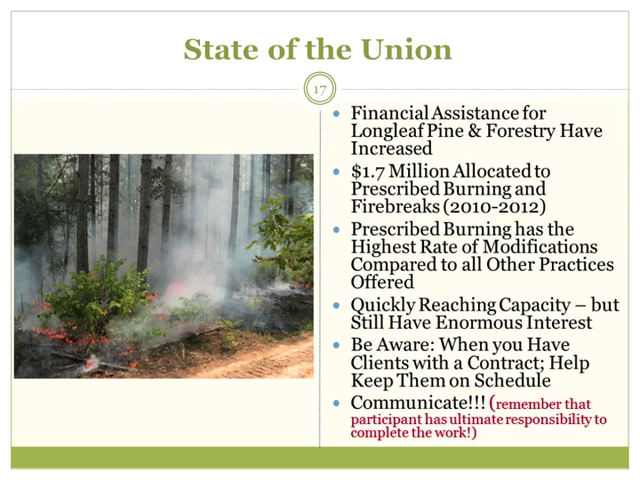 State of the Union
17
Financial Assistance for
Longleaf Pine & Forestry Have
Increased
$1.7 Million Allocated to
Prescribed Burning and
Firebreaks (2010-2012)
Prescribed Burning has the
Highest Rate of Modifications
Compared to all Other Practices
Offered
Quickly Reaching Capacity – but
Still Have Enormous Interest
Be Aware: When you Have
Clients with a Contract; Help
Keep Them on Schedule
Communicate!!! (remember that
participant has ultimate responsibility to
complete the work!)